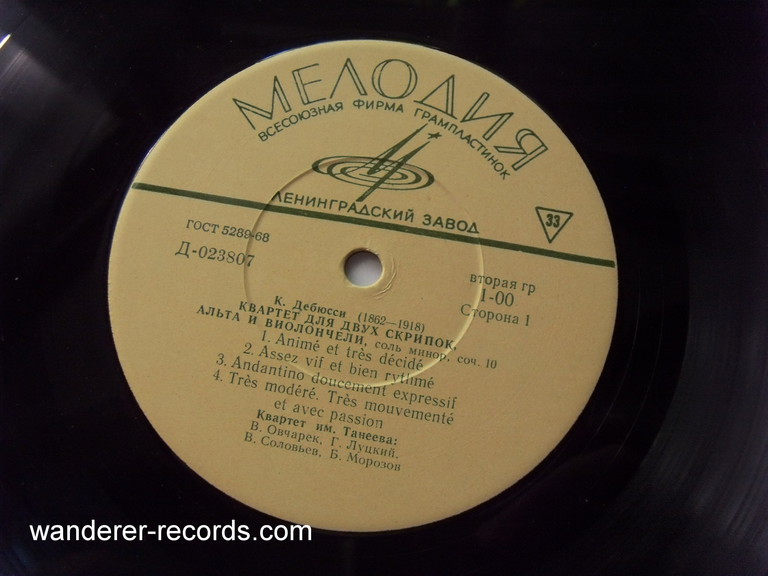 МЕЛОДИЯ
ВСЕСОЮЗНАЯ ФИРМА ГРАМПЛАСТИНОК
ЛЕНИНГРАДСКИЙ ЗАВОД
33
ГОСТ 5289-68
Д-023807
вторая гр
1-00
Сторона 1
К. Дебюсси (1862—1918)
КВАРТЕТ ДЛЯ ДВУХ СКРИПОК,
АЛЬТА И ВИОЛОНЧЕЛИ, соль минор, соч. 10
1. Animé et très décidé
2. Assez vif et bien rythmé
3. Andantino doucement expressif
4. Très modéré. Très mouvementé
et avec passion
Квартет им. Танеева:
В. Овчарек, Г. Луцкий,
В. Соловьев, Б. Морозов
wanderer-records.com